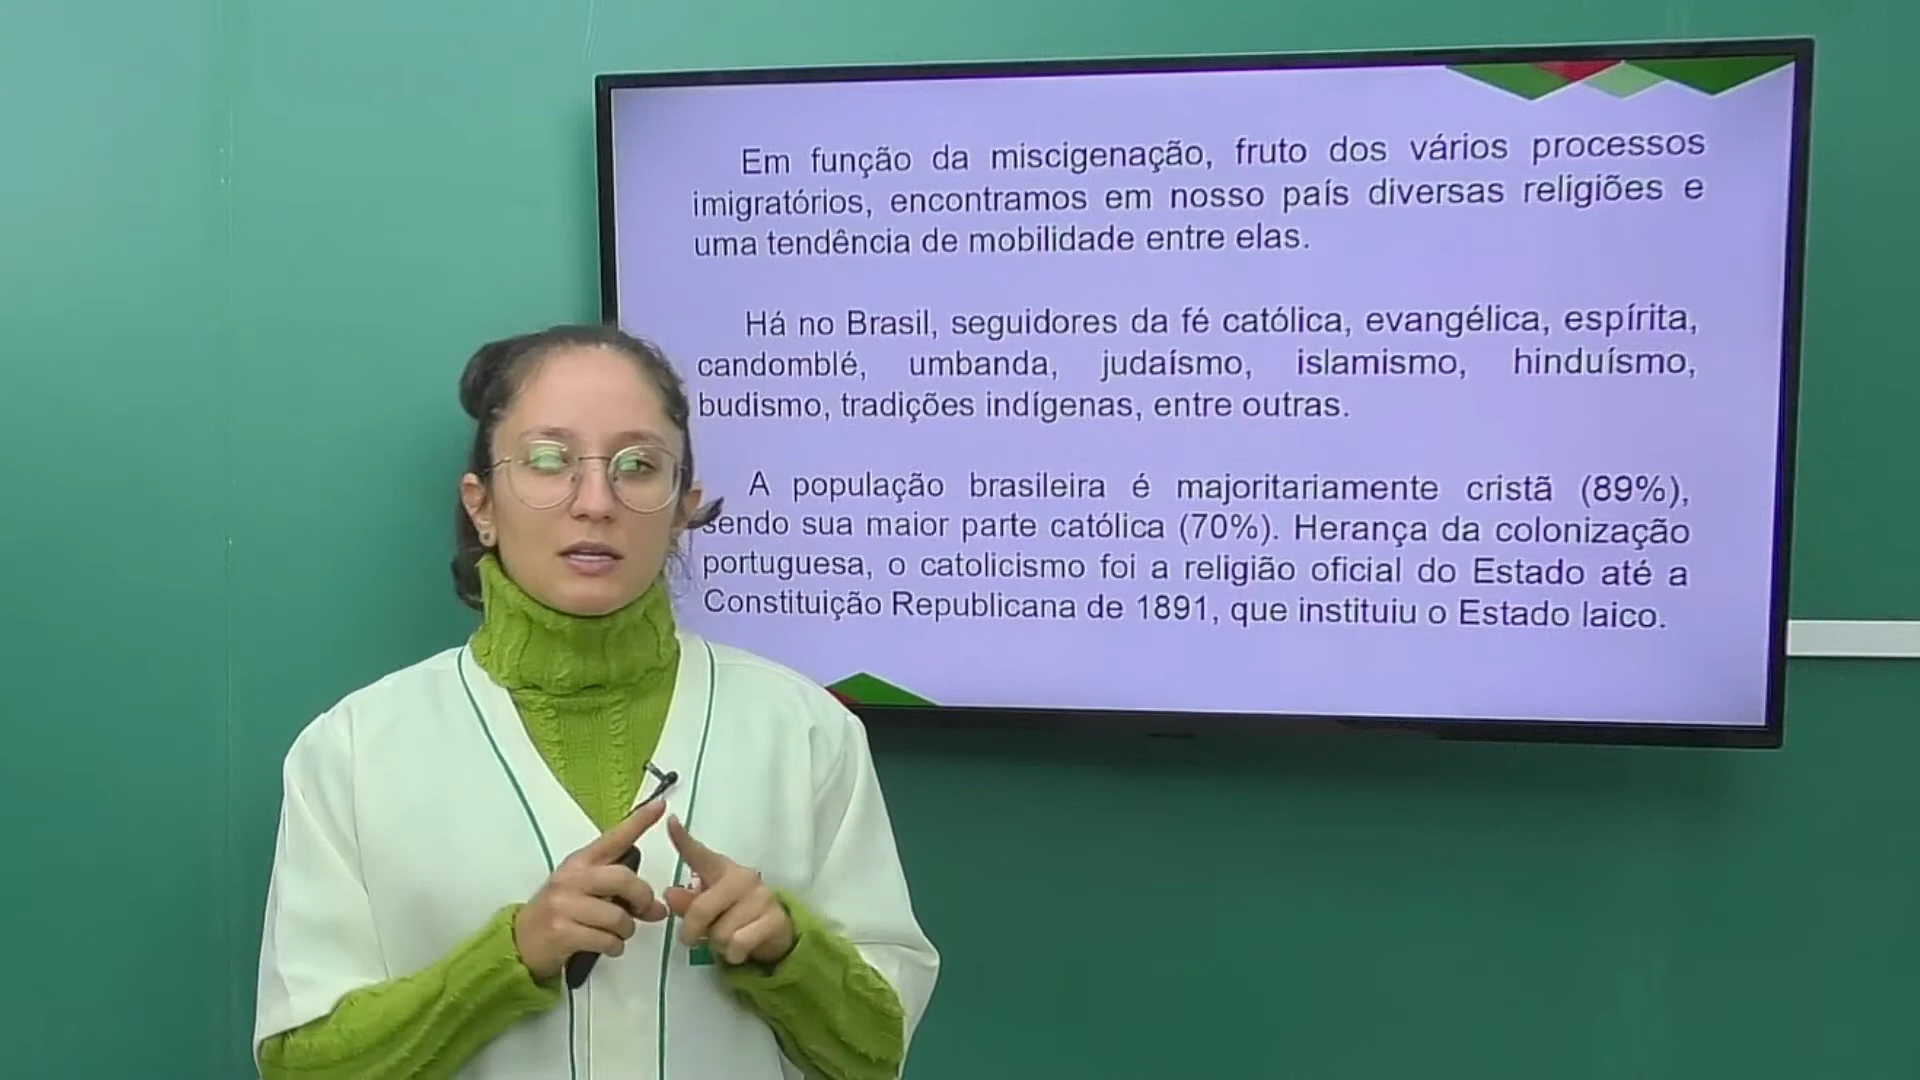 Em função da miscigenação, fruto dos vários processos
imigratórios, encontramos em nosso país diversas religiões e
uma tendência de mobilidade entre elas.
Há no Brasil, seguidores da fé católica, evangélica, espírita,
candomblé, umbanda, judaísmo, islamismo, hinduísmo,
budismo, tradições indígenas, entre outras.
A população brasileira é majoritariamente cristã (89%),
sendo sua maior parte católica (70%). Herança da colonização
portuguesa, o catolicismo foi a religião oficial do Estado até a
Constituição Republicana de 1891, que instituiu o Estado laico.